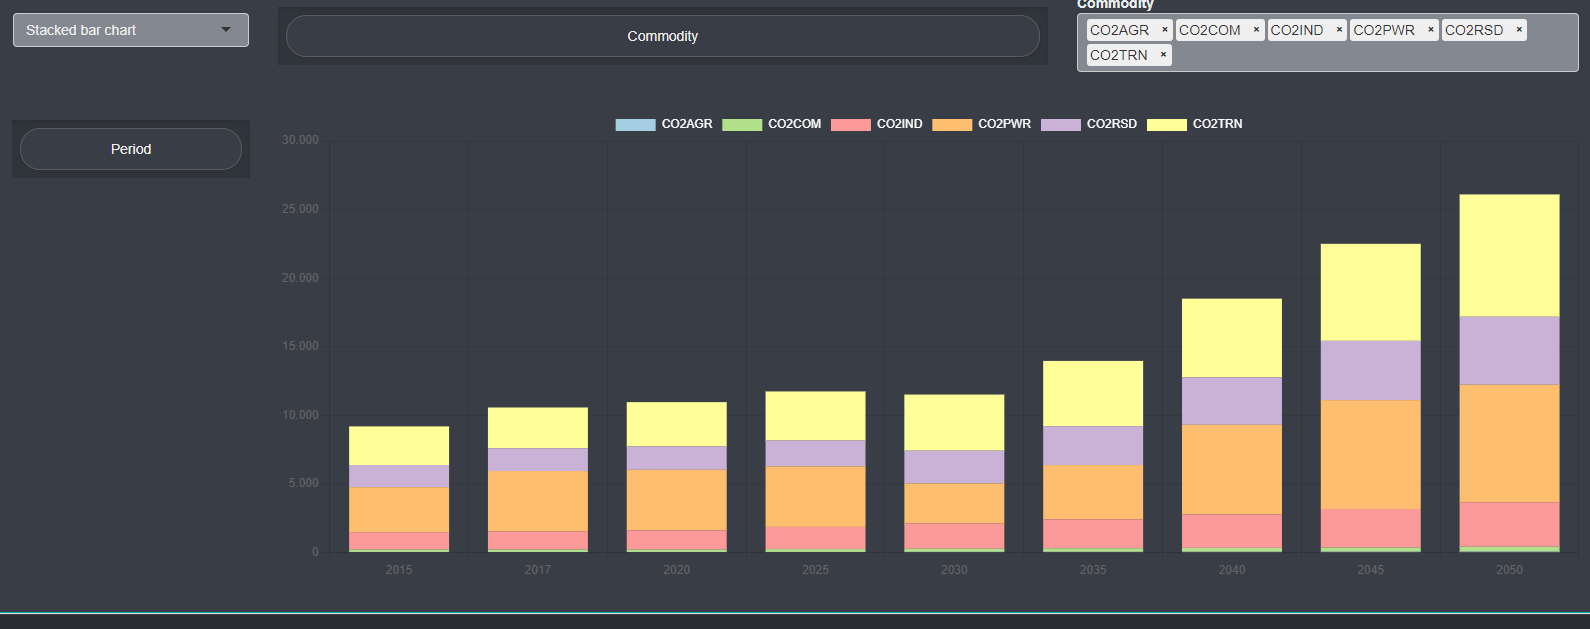 Commodity
Stacked bar chart
Commodity
CO2AGR × CO2COM × CO2IND × CO2PWR × CO2RSD ×
CO2TRN ×
Period
CO2AGR CO2COM CO2IND CO2PWR CO2RSD CO2TRN
30.000
25.000
20.000
15.000
10.000
5.000
0
2015 2017 2020 2025 2030 2035 2040 2045 2050